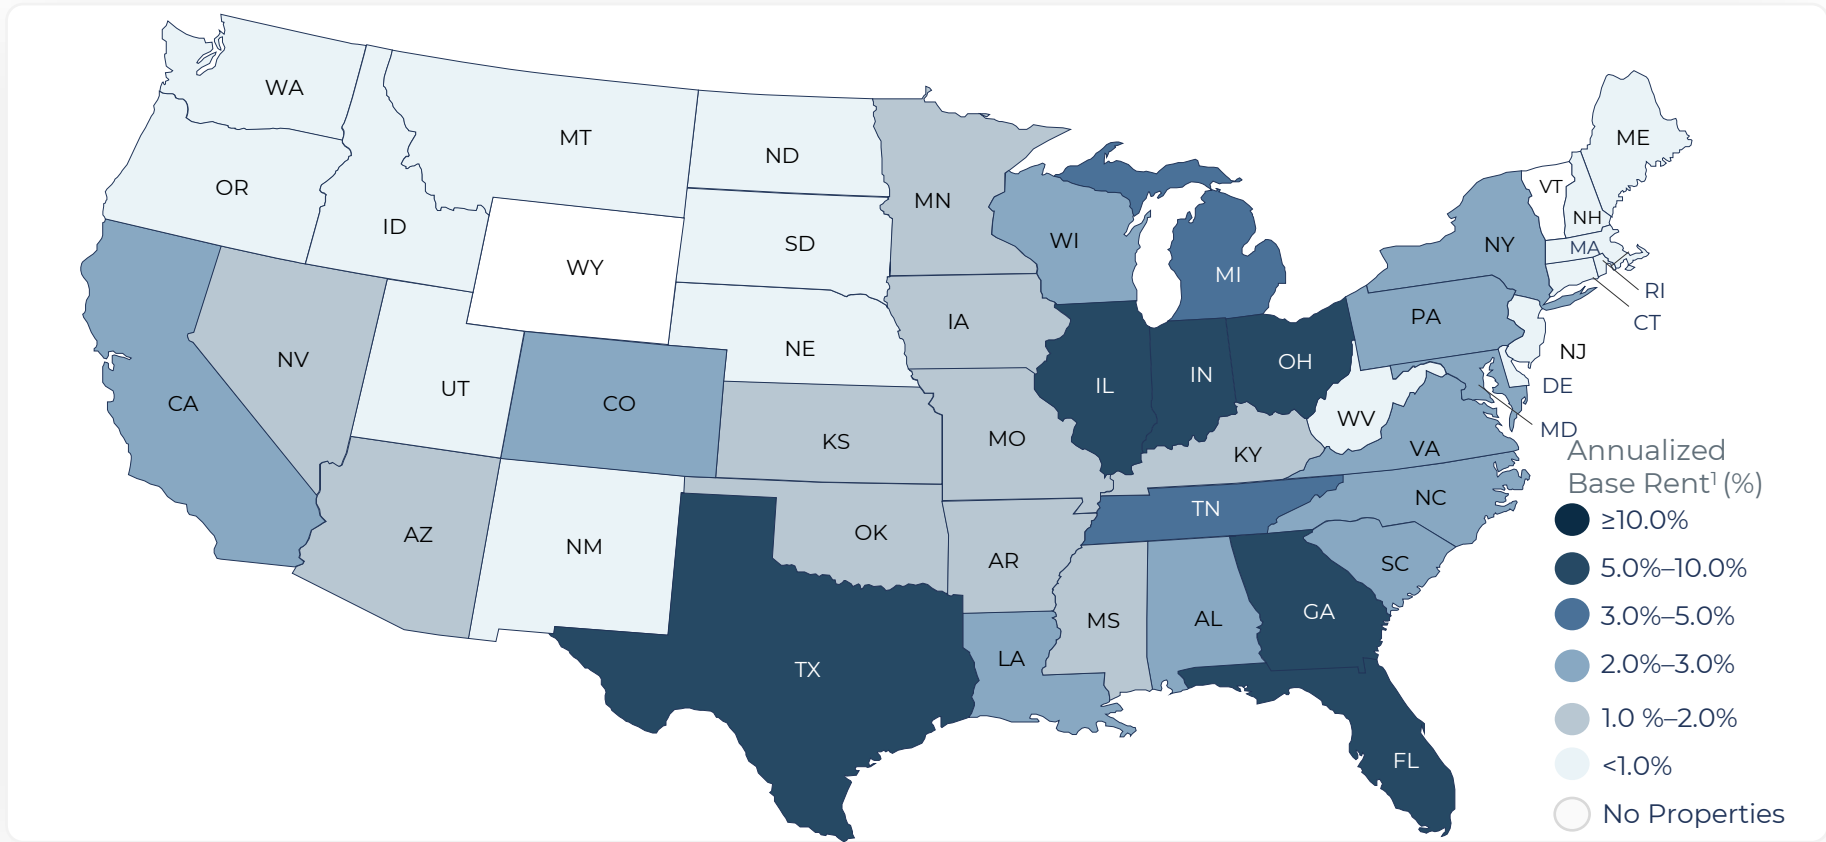 WA
MT
ND
OR
ID
MN
SD
WY
WI
MI
ME
VT
NH
NY
MA
RI
CT
IA
PA
NV
NE
NJ
UT
CO
IL
IN
OH
DE
CA
KS
MO
KY
WV
MD
VA
AZ
NM
OK
AR
TN
NC
SC
TX
LA
MS
AL
GA
FL
Annualized
Base Rent¹ (%)
≥10.0%
5.0%–10.0%
3.0%–5.0%
2.0%–3.0%
1.0 %–2.0%
<1.0%
No Properties